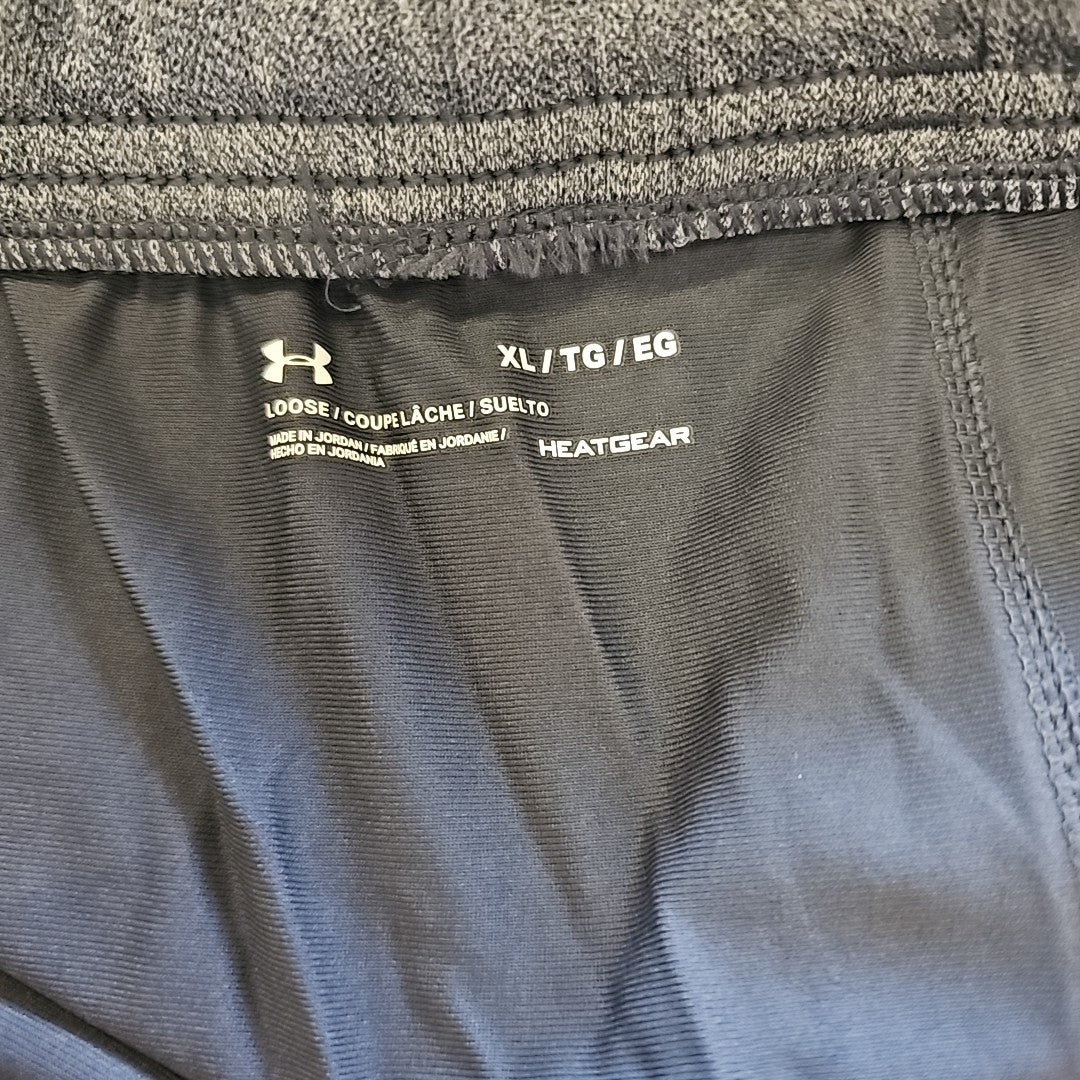 XL / TG / EG
LOOSE / COUPE LÂCHE / SUELTO
MADE IN JORDAN / FABRIQUÉ EN JORDANIE /
HECHO EN JORDANIA
HEATGEAR